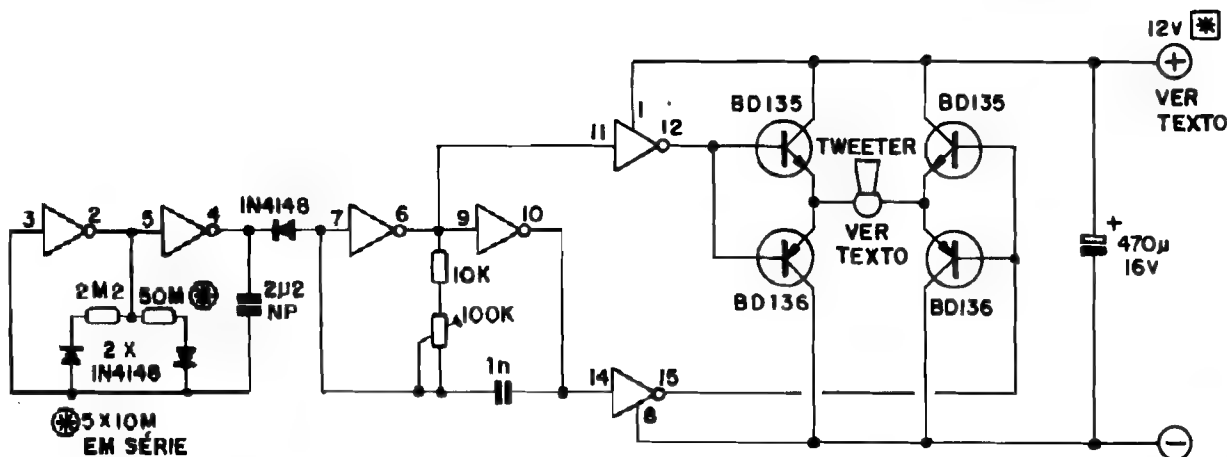 12V *
VER
TEXTO
BD135
BD135
1
11
12
TWEETER
VER
TEXTO
3
2
5
4
1N4148
7
6
9
10
2M2
50M *
2µ2
NP
10K
100K
BD136
BD136
+
470µ
16V
2 X
1N4148
1n
14
15
8
* 5 X 10M
EM SÉRIE